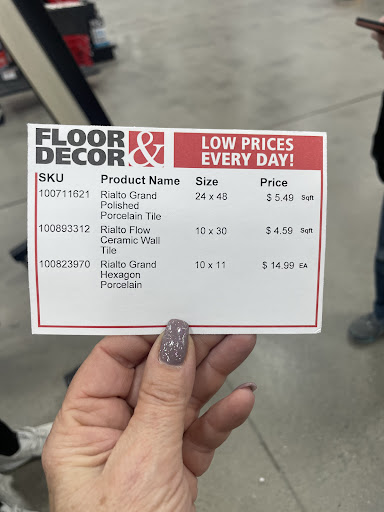 FLOOR & DECOR LOW PRICES EVERY DAY!
SKU Product Name Size Price
100711621 Rialto Grand 24 x 48 $ 5.49 Sqft
Polished
Porcelain Tile
100893312 Rialto Flow 10 x 30 $ 4.59 Sqft
Ceramic Wall
Tile
100823970 Rialto Grand 10 x 11 $ 14.99 EA
Hexagon
Porcelain